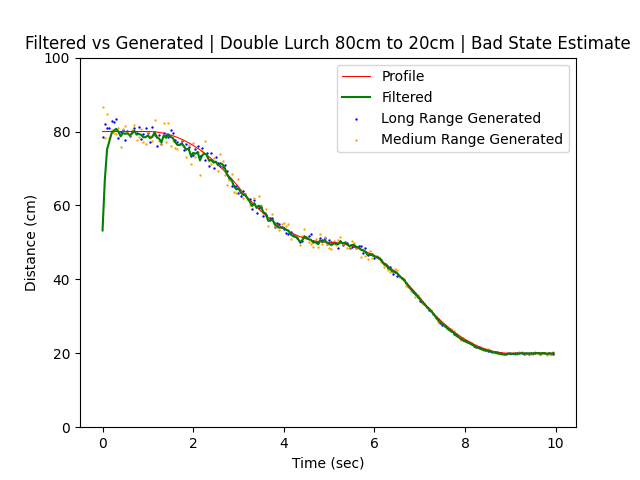 Filtered vs Generated | Double Lurch 80cm to 20cm | Bad State Estimate
100
80
60
40
20
0
Distance (cm)
Profile
Filtered
Long Range Generated
Medium Range Generated
0 2 4 6 8 10
Time (sec)